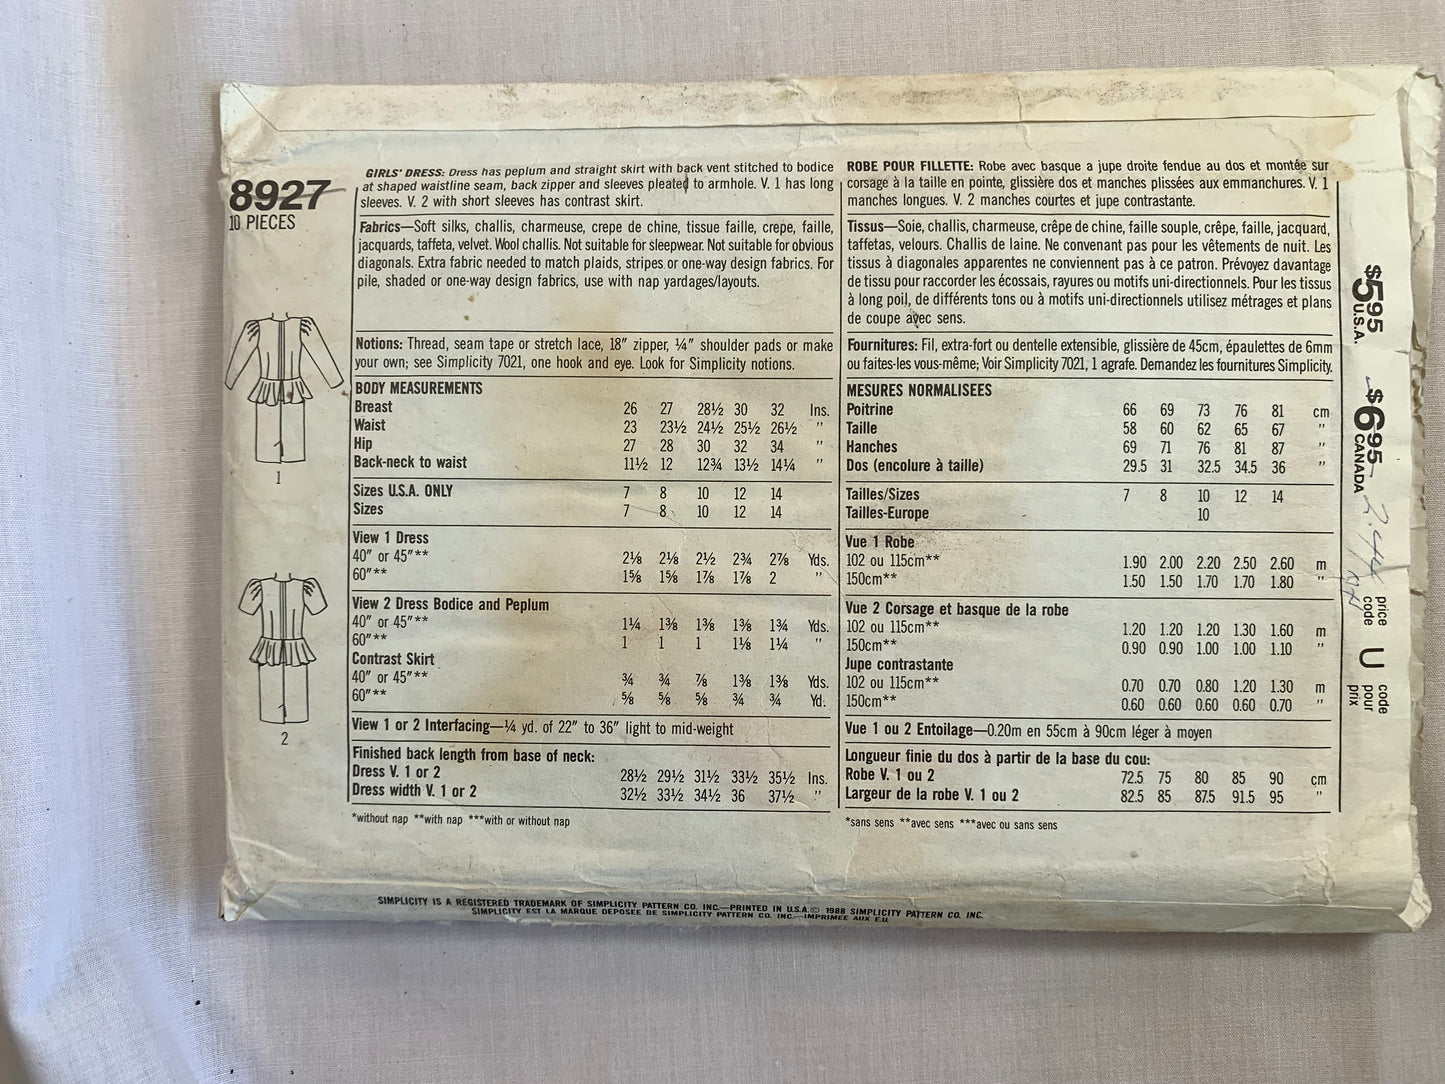 8927
10 PIECES
1
2
GIRLS' DRESS: Dress has peplum and straight skirt with back vent stitched to bodice
at shaped waistline seam, back zipper and sleeves pleated to armhole. V. 1 has long
sleeves. V. 2 with short sleeves has contrast skirt.
Fabrics—Soft silks, challis, charmeuse, crepe de chine, tissue faille, crepe, faille,
jacquards, taffeta, velvet. Wool challis. Not suitable for sleepwear. Not suitable for obvious
diagonals. Extra fabric needed to match plaids, stripes or one-way design fabrics. For
pile, shaded or one-way design fabrics, use with nap yardages/layouts.
Notions: Thread, seam tape or stretch lace, 18″ zipper, ¼″ shoulder pads or make
your own; see Simplicity 7021, one hook and eye. Look for Simplicity notions.
BODY MEASUREMENTS
Breast 26 27 28½ 30 32 Ins.
Waist 23 23½ 24½ 25½ 26½ ″
Hip 27 28 30 32 34 ″
Back-neck to waist 11½ 12 12¾ 13½ 14¼ ″
Sizes U.S.A. ONLY 7 8 10 12 14
Sizes 7 8 10 12 14
View 1 Dress
40″ or 45″** 2⅛ 2⅛ 2½ 2¾ 2⅞ Yds.
60″** 1⅝ 1⅝ 1⅞ 1⅞ 2 ″
View 2 Dress Bodice and Peplum
40″ or 45″** 1¼ 1⅜ 1⅜ 1⅜ 1¾ Yds.
60″** 1 1 1 1⅛ 1¼ ″
Contrast Skirt
40″ or 45″** ¾ ¾ ⅞ 1⅜ 1⅜ Yds.
60″** ⅝ ⅝ ⅝ ¾ ¾ Yd.
View 1 or 2 Interfacing—¼ yd. of 22″ to 36″ light to mid-weight
Finished back length from base of neck:
Dress V. 1 or 2 28½ 29½ 31½ 33½ 35½ Ins.
Dress width V. 1 or 2 32½ 33½ 34½ 36 37½ ″
*without nap **with nap ***with or without nap
ROBE POUR FILLETTE: Robe avec basque a jupe droite fendue au dos et montée sur
corsage à la taille en pointe, glissière dos et manches plissées aux emmanchures. V. 1
manches longues. V. 2 manches courtes et jupe contrastante.
Tissus—Soie, challis, charmeuse, crêpe de chine, faille souple, crêpe, faille, jacquard,
taffetas, velours. Challis de laine. Ne convenant pas pour les vêtements de nuit. Les
tissus à diagonales apparentes ne conviennent pas à ce patron. Prévoyez davantage
de tissu pour raccorder les écossais, rayures ou motifs uni-directionnels. Pour les tissus
à long poil, de différents tons ou à motifs uni-directionnels utilisez métrages et plans
de coupe avec sens.
Fournitures: Fil, extra-fort ou dentelle extensible, glissière de 45cm, épaulettes de 6mm
ou faites-les vous-même; Voir Simplicity 7021, 1 agrafe. Demandez les fournitures Simplicity.
MESURES NORMALISEES
Poitrine 66 69 73 76 81 cm
Taille 58 60 62 65 67 ″
Hanches 69 71 76 81 87 ″
Dos (encolure à taille) 29.5 31 32.5 34.5 36 ″
Tailles/Sizes 7 8 10 12 14
Tailles-Europe 10
Vue 1 Robe
102 ou 115cm** 1.90 2.00 2.20 2.50 2.60 m
150cm** 1.50 1.50 1.70 1.70 1.80 ″
Vue 2 Corsage et basque de la robe
102 ou 115cm** 1.20 1.20 1.20 1.30 1.60 m
150cm** 0.90 0.90 1.00 1.00 1.10 ″
Jupe contrastante
102 ou 115cm** 0.70 0.70 0.80 1.20 1.30 m
150cm** 0.60 0.60 0.60 0.60 0.70 ″
Vue 1 ou 2 Entoilage—0.20m en 55cm à 90cm léger à moyen
Longueur finie du dos à partir de la base du cou:
Robe V. 1 ou 2 72.5 75 80 85 90 cm
Largeur de la robe V. 1 ou 2 82.5 85 87.5 91.5 95 ″
*sans sens **avec sens ***avec ou sans sens
$5.95 U.S.A.
$6.95 CANADA
price code U code pour prix
SIMPLICITY IS A REGISTERED TRADEMARK OF SIMPLICITY PATTERN CO. INC.—PRINTED IN U.S.A.© 1988 SIMPLICITY PATTERN CO. INC.
SIMPLICITY EST LA MARQUE DEPOSEE DE SIMPLICITY PATTERN CO. INC.—IMPRIMEE AUX E.U.